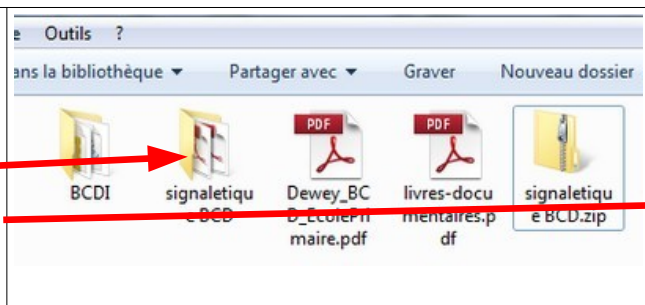 e Outils ?
ans la bibliothèque Partager avec Graver Nouveau dossier
PDF PDF
BCDI signaletiqu Dewey_BC livres-docu signaletiqu
e BCD D_EcolePri mentaires.p e BCD.zip
maire.pdf df